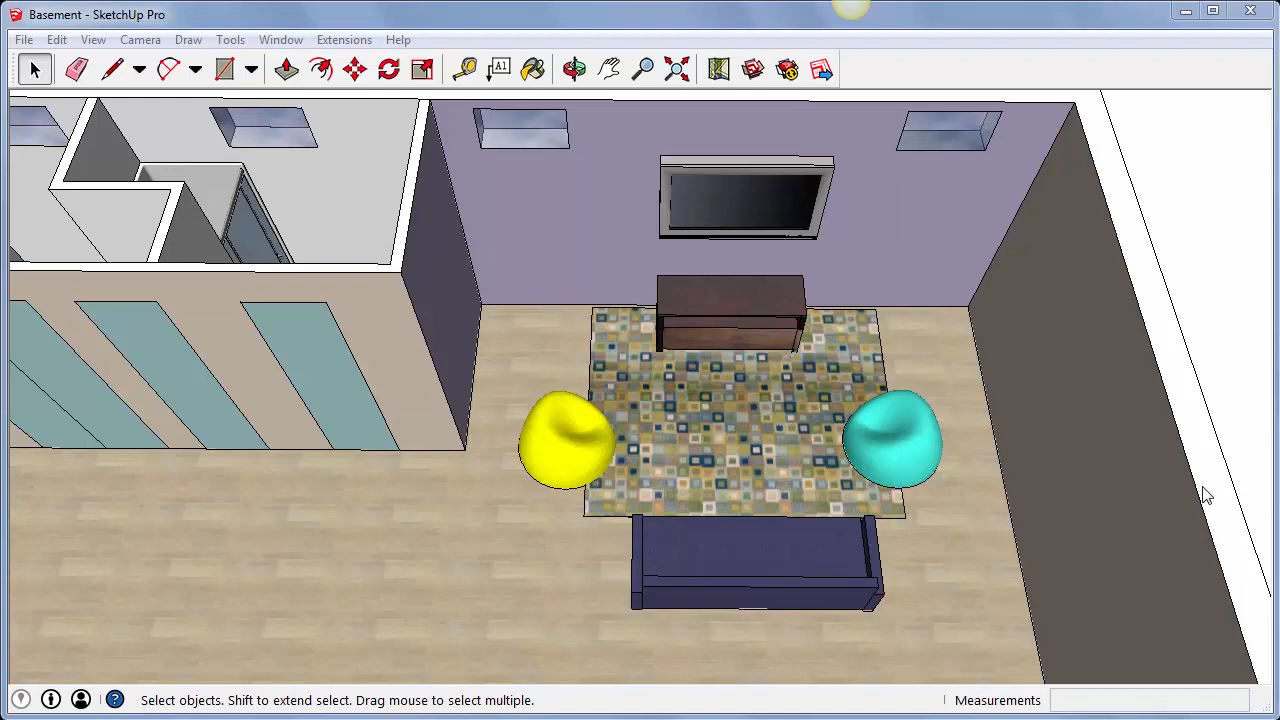 Basement - SketchUp Pro
File Edit View Camera Draw Tools Window Extensions Help
A1
Select objects. Shift to extend select. Drag mouse to select multiple.
Measurements